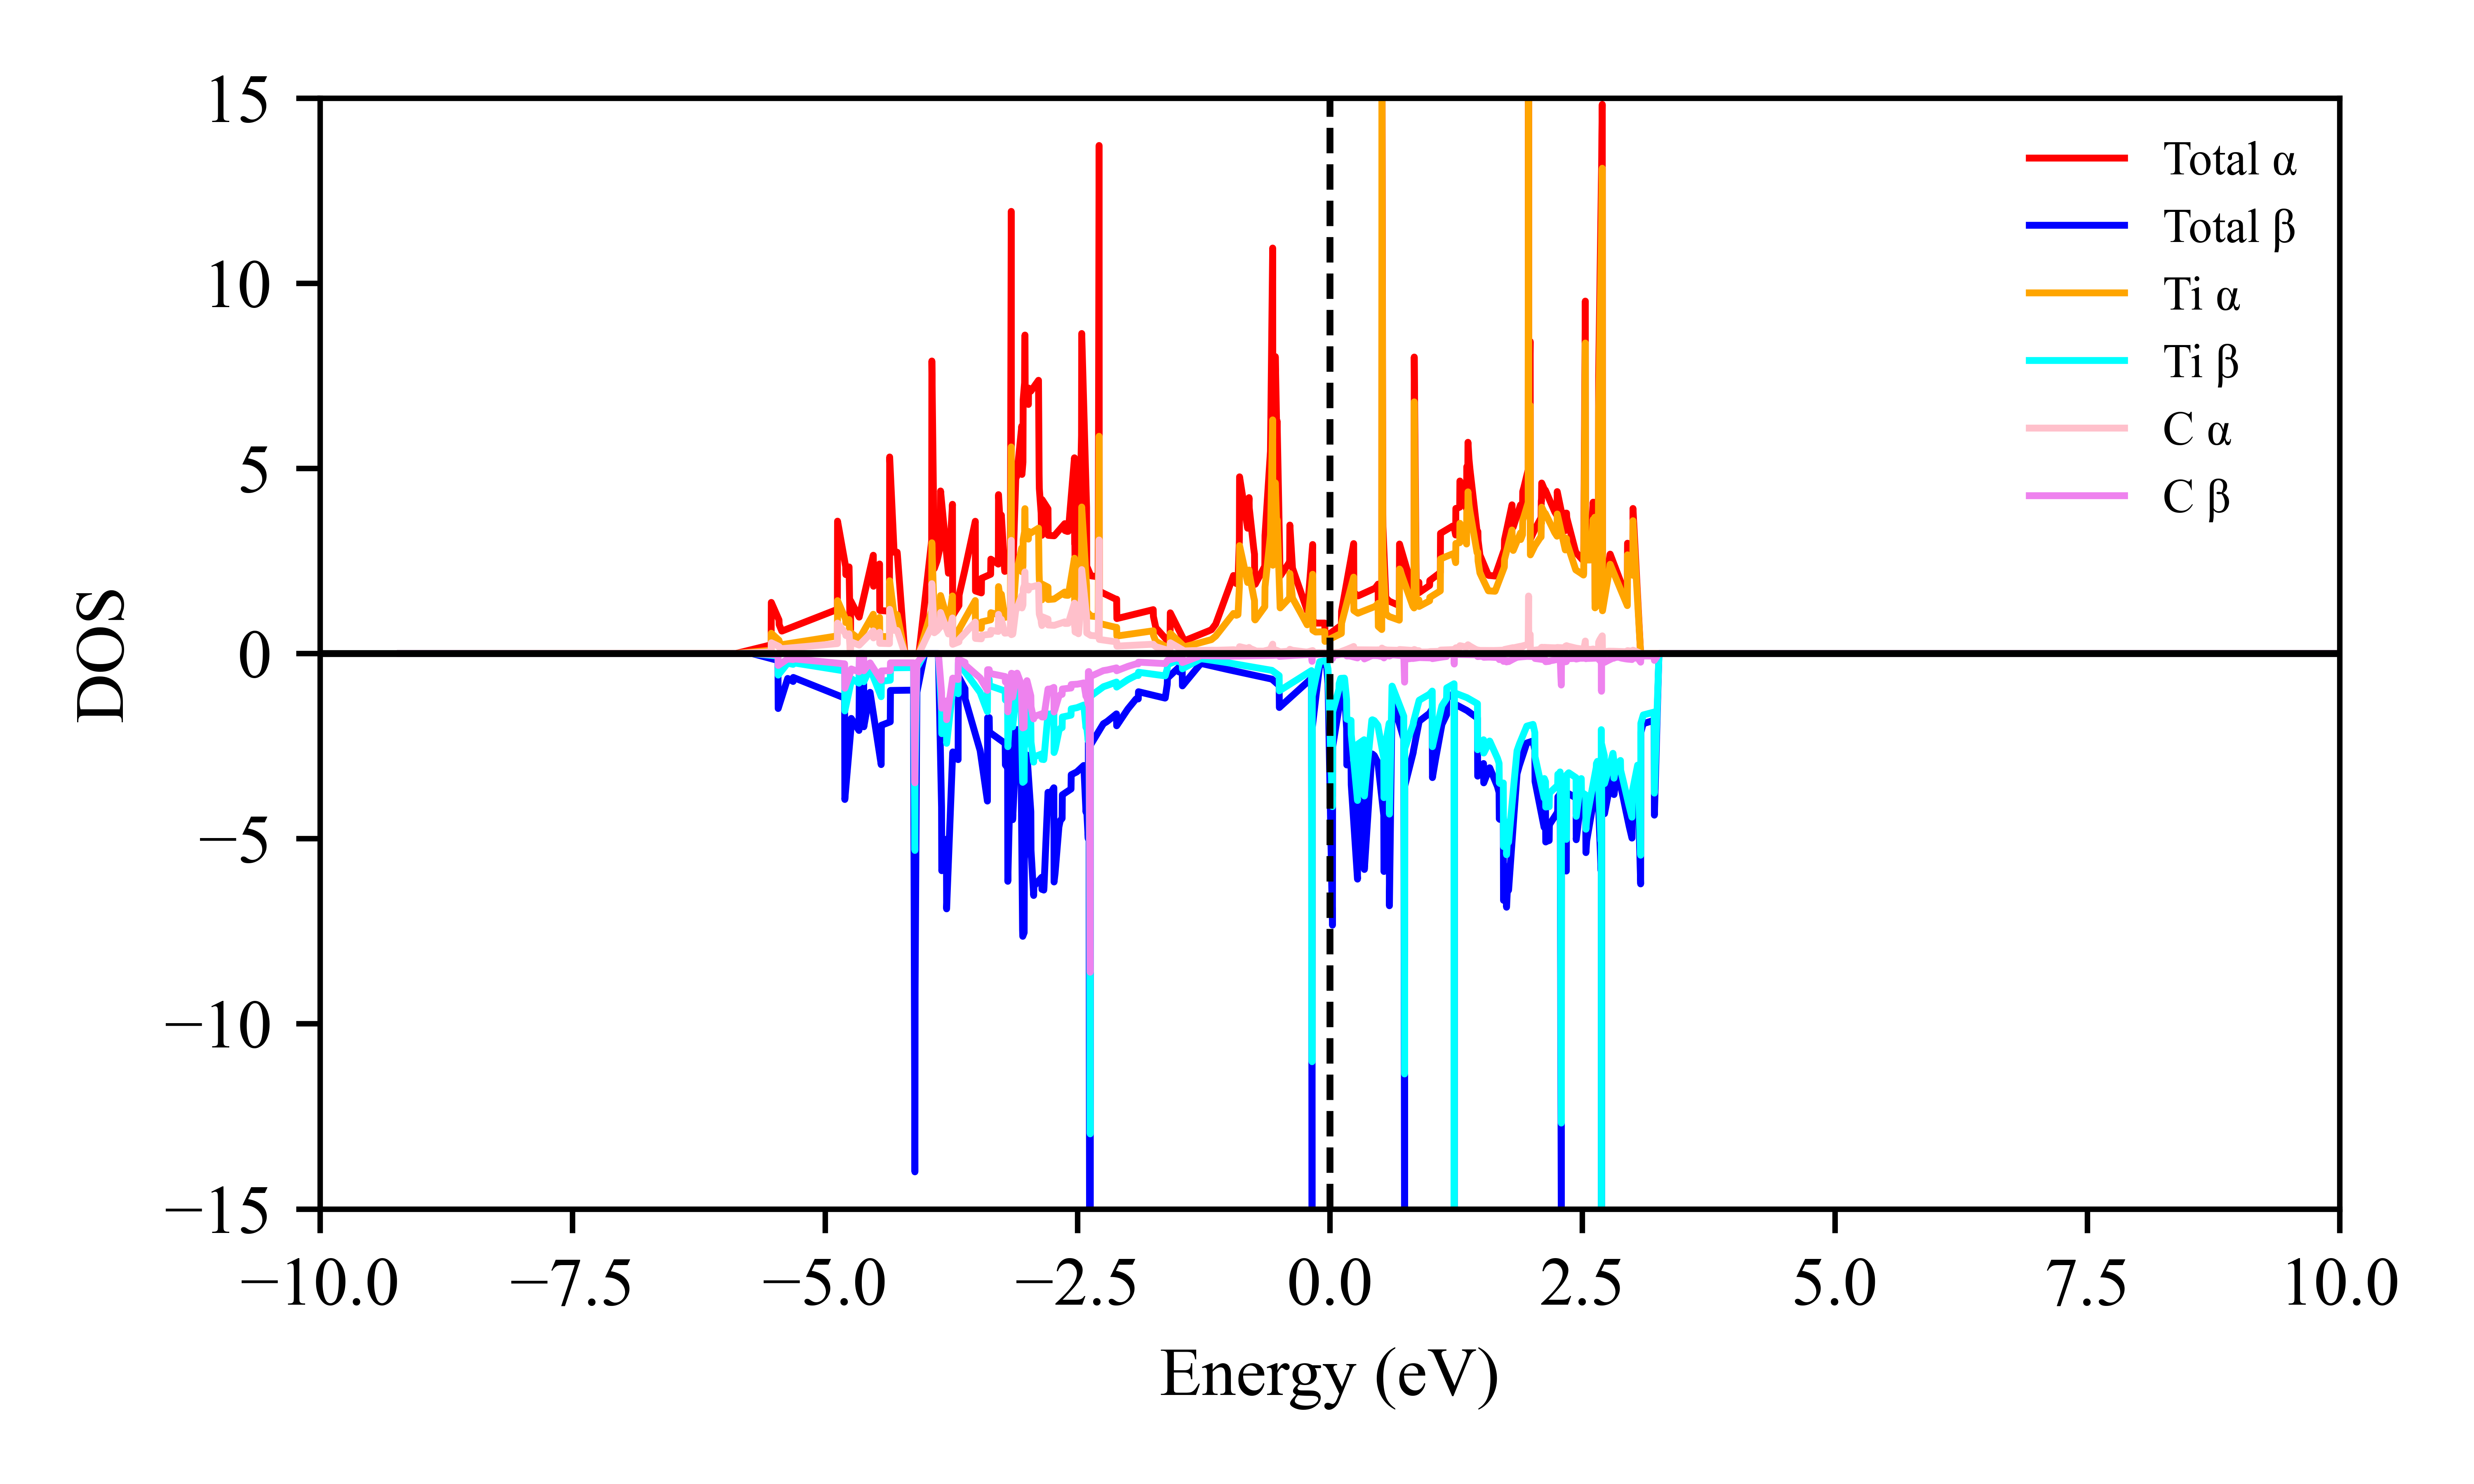 15
10
5
0
−5
−10
−15
DOS
−10.0
−7.5
−5.0
−2.5
0.0
2.5
5.0
7.5
10.0
Energy (eV)
Total α
Total β
Ti α
Ti β
C α
C β